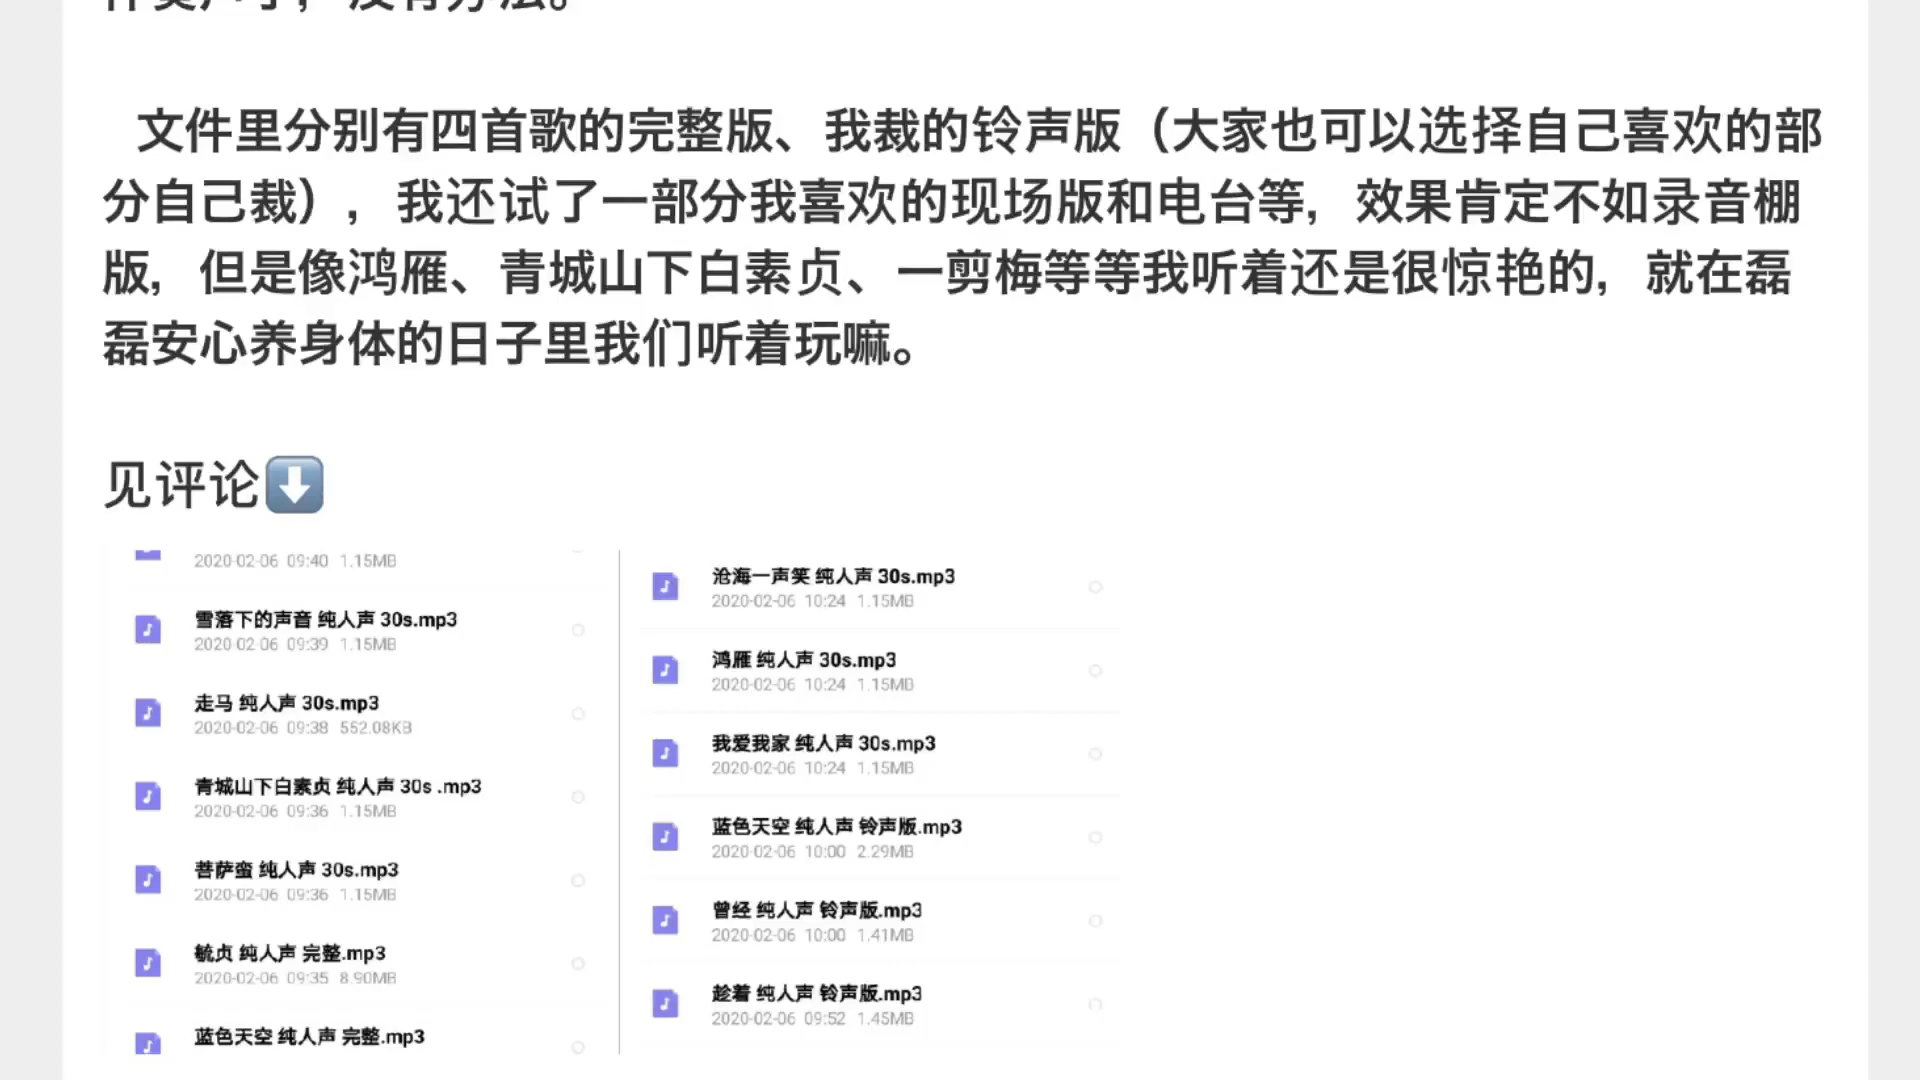 文件里分别有四首歌的完整版、我裁的铃声版（大家也可以选择自己喜欢的部
分自己裁），我还试了一部分我喜欢的现场版和电台等，效果肯定不如录音棚
版，但是像鸿雁、青城山下白素贞、一剪梅等等我听着还是很惊艳的，就在磊
磊安心养身体的日子里我们听着玩嘛。
见评论⬇️
2020-02-06 09:40 1.15MB
雪落下的声音 纯人声 30s.mp3
2020-02-06 09:39 1.15MB
走马 纯人声 30s.mp3
2020-02-06 09:38 552.08KB
青城山下白素贞 纯人声 30s .mp3
2020-02-06 09:36 1.15MB
菩萨蛮 纯人声 30s.mp3
2020-02-06 09:36 1.15MB
毓贞 纯人声 完整.mp3
2020-02-06 09:35 8.90MB
蓝色天空 纯人声 完整.mp3
沧海一声笑 纯人声 30s.mp3
2020-02-06 10:24 1.15MB
鸿雁 纯人声 30s.mp3
2020-02-06 10:24 1.15MB
我爱我家 纯人声 30s.mp3
2020-02-06 10:24 1.15MB
蓝色天空 纯人声 铃声版.mp3
2020-02-06 10:00 2.29MB
曾经 纯人声 铃声版.mp3
2020-02-06 10:00 1.41MB
趁着 纯人声 铃声版.mp3
2020-02-06 09:52 1.45MB